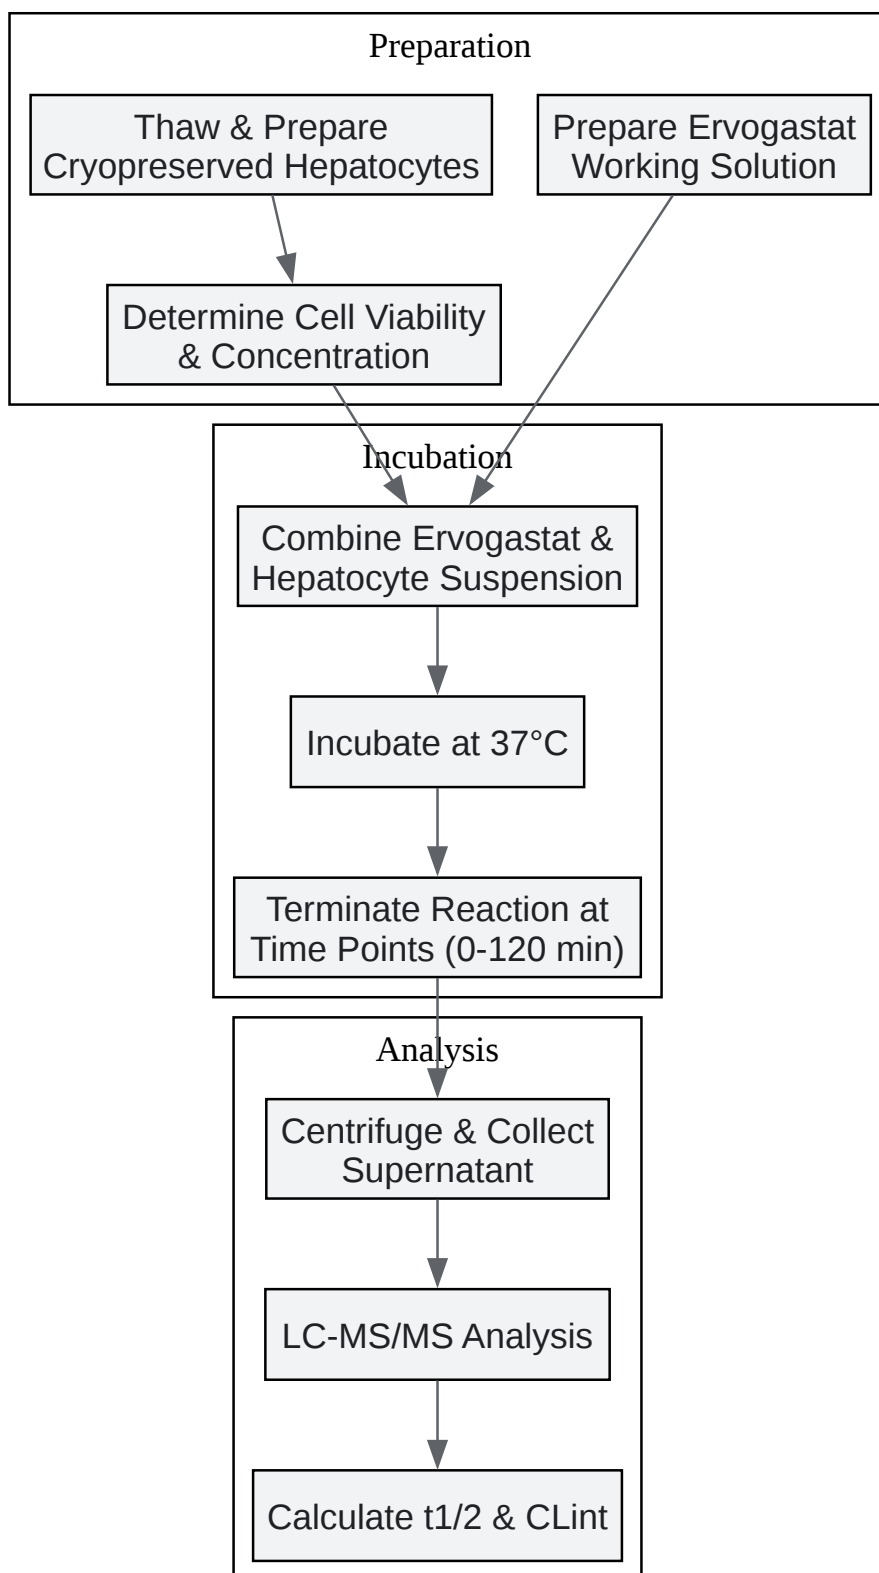 Preparation
Thaw & Prepare
Cryopreserved Hepatocytes
Prepare Ervogastat
Working Solution
Determine Cell Viability
& Concentration
Incubation
Combine Ervogastat &
Hepatocyte Suspension
Incubate at 37°C
Terminate Reaction at
Time Points (0-120 min)
Analysis
Centrifuge & Collect
Supernatant
LC-MS/MS Analysis
Calculate t1/2 & CLint